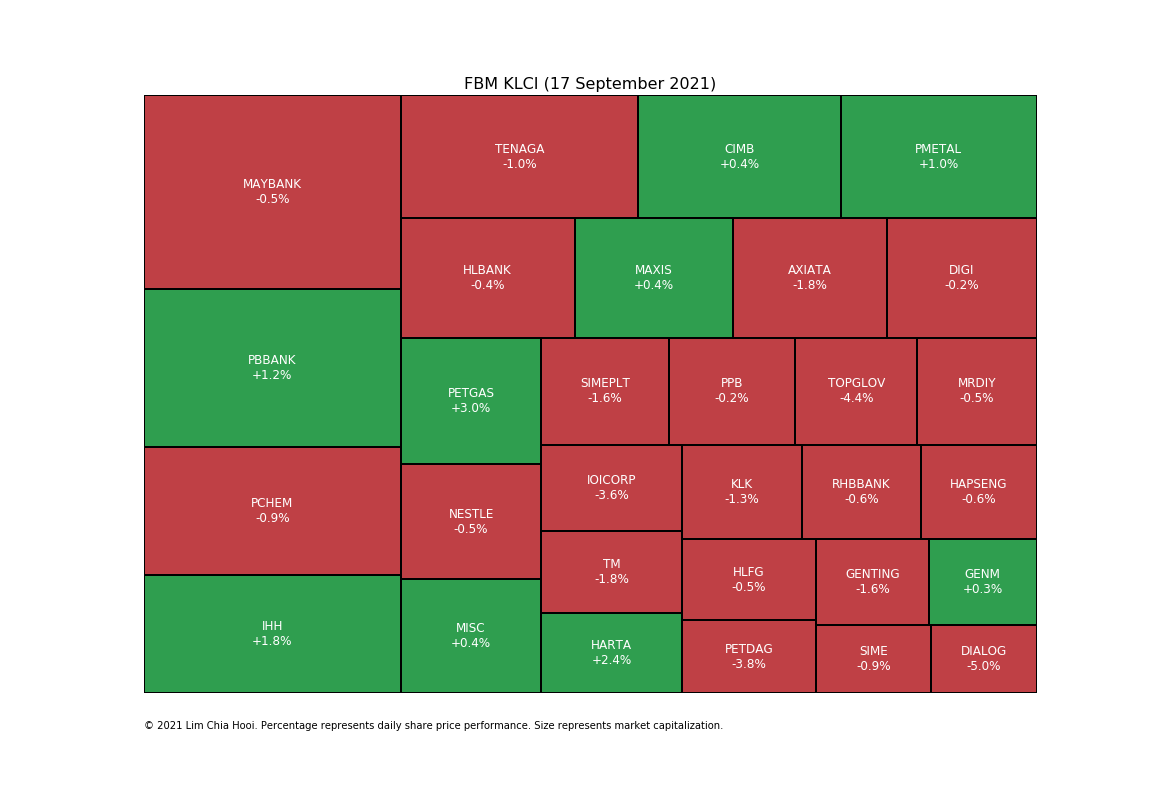 FBM KLCI (17 September 2021)
MAYBANK
-0.5%
PBBANK
+1.2%
PCHEM
-0.9%
IHH
+1.8%
TENAGA
-1.0%
CIMB
+0.4%
PMETAL
+1.0%
HLBANK
-0.4%
MAXIS
+0.4%
AXIATA
-1.8%
DIGI
-0.2%
PETGAS
+3.0%
NESTLE
-0.5%
MISC
+0.4%
SIMEPLT
-1.6%
PPB
-0.2%
TOPGLOV
-4.4%
MRDIY
-0.5%
IOICORP
-3.6%
TM
-1.8%
HARTA
+2.4%
KLK
-1.3%
RHBBANK
-0.6%
HAPSENG
-0.6%
HLFG
-0.5%
PETDAG
-3.8%
GENTING
-1.6%
GENM
+0.3%
SIME
-0.9%
DIALOG
-5.0%
© 2021 Lim Chia Hooi. Percentage represents daily share price performance. Size represents market capitalization.